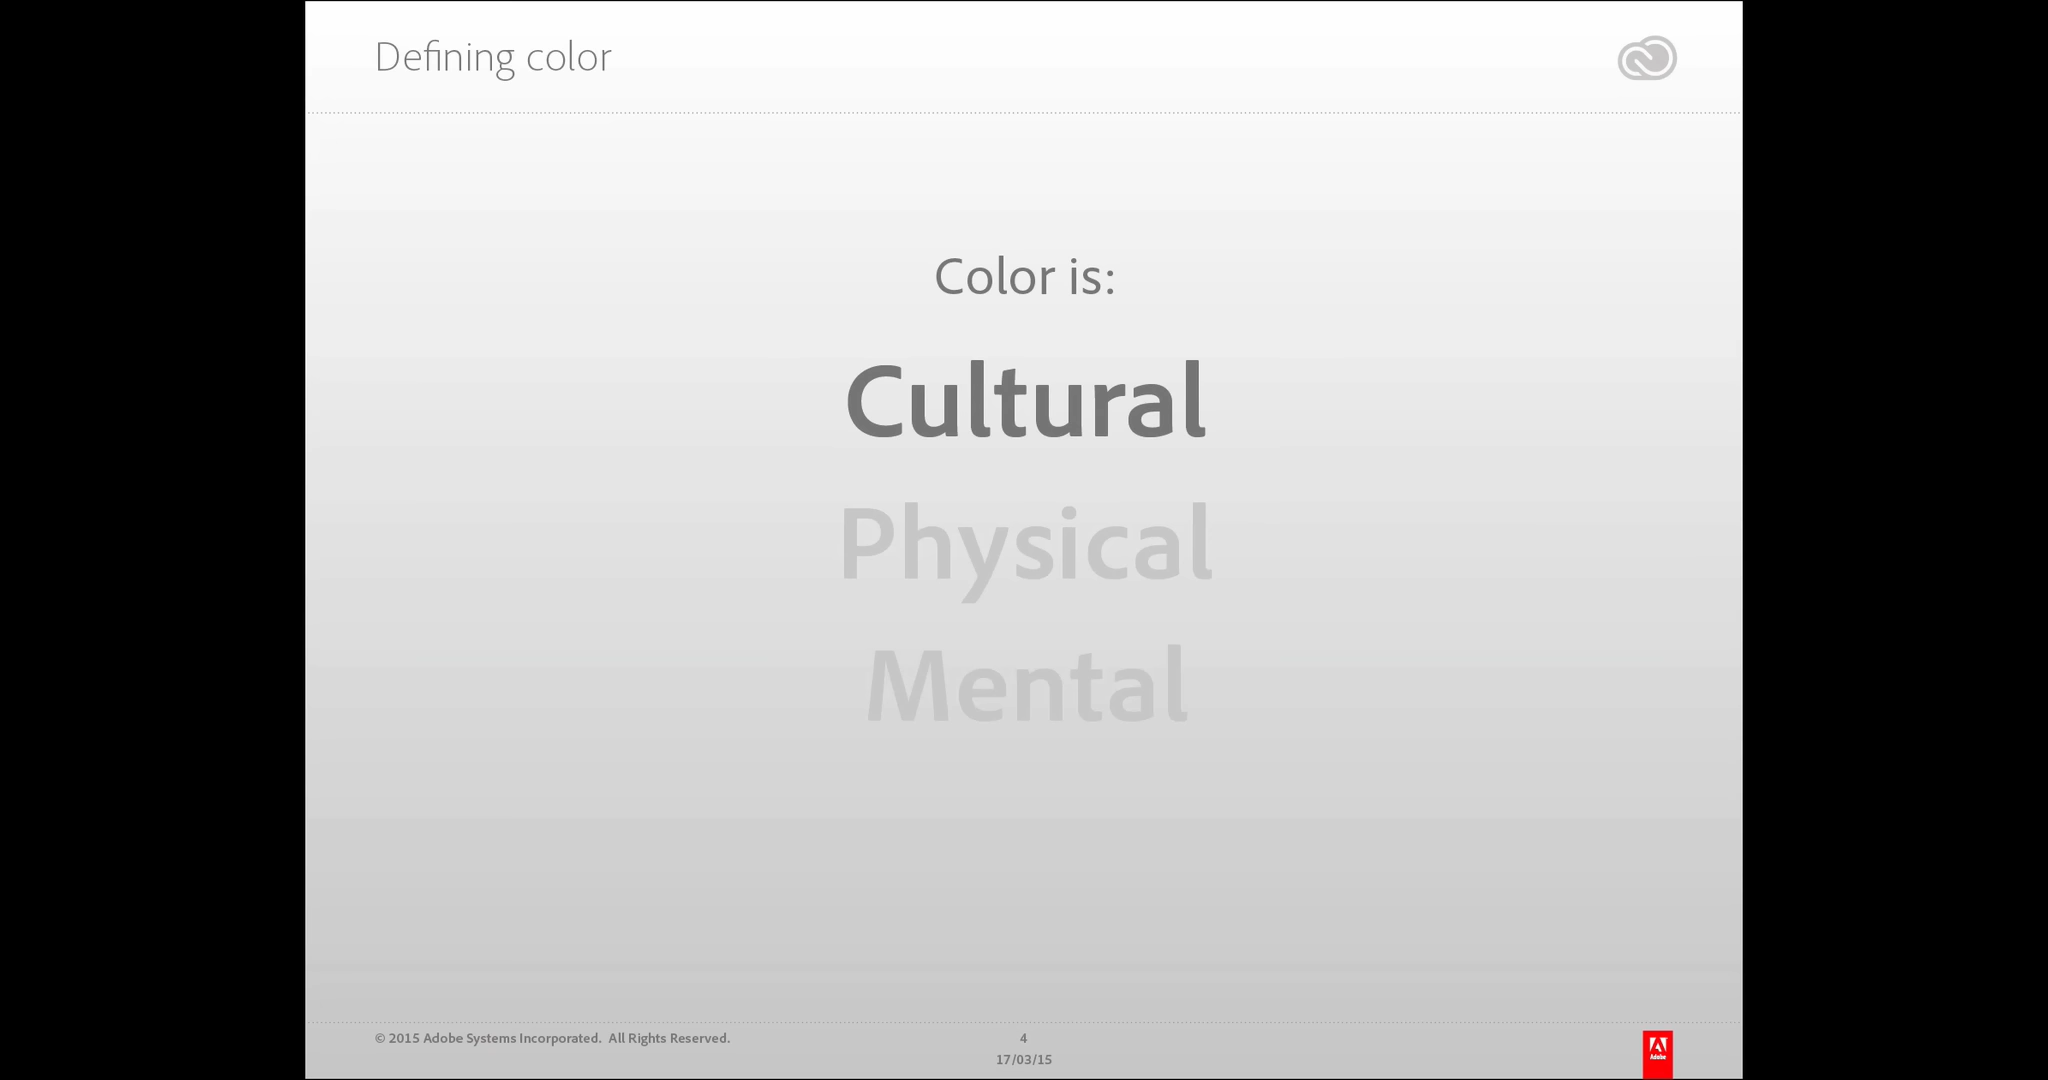 Defining color
Color is:
Cultural
Physical
Mental
© 2015 Adobe Systems Incorporated.  All Rights Reserved.
4
17/03/15
Adobe